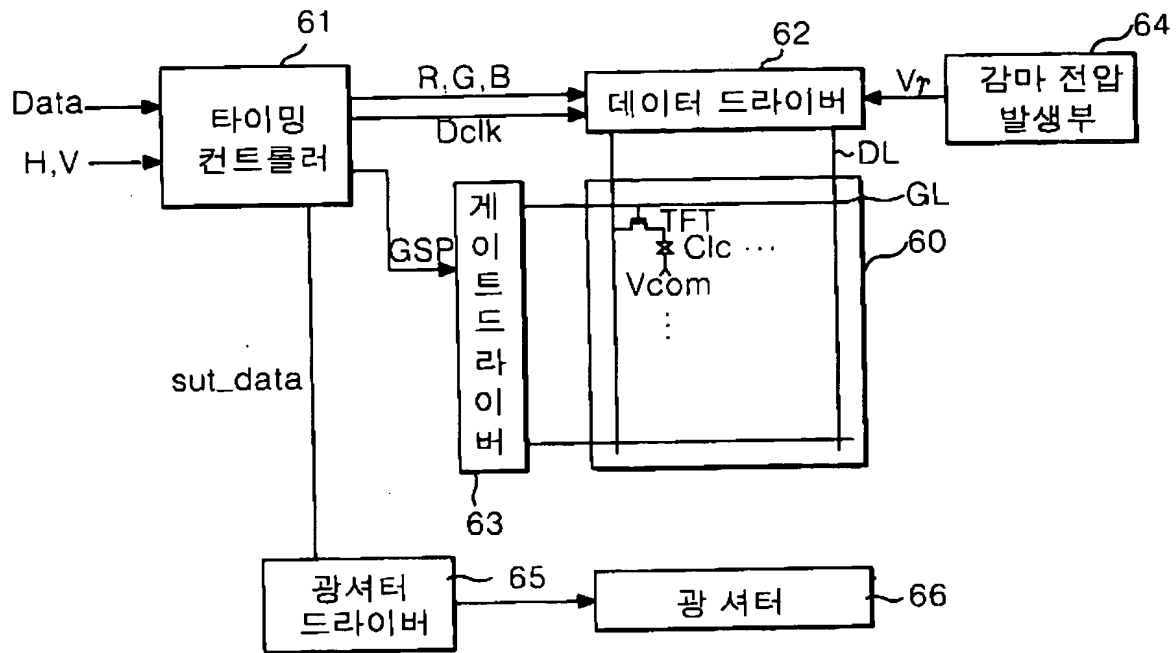 61
62
64
Data
타이밍
컨트롤러
R,G,B
Dclk
데이터 드라이버
Vγ
감마 전압
발생부
H,V
DL
GL
GSP
게이트드라이버
TFT
Clc ...
Vcom
60
sut_data
63
광셔터
드라이버
65
광 셔터
66